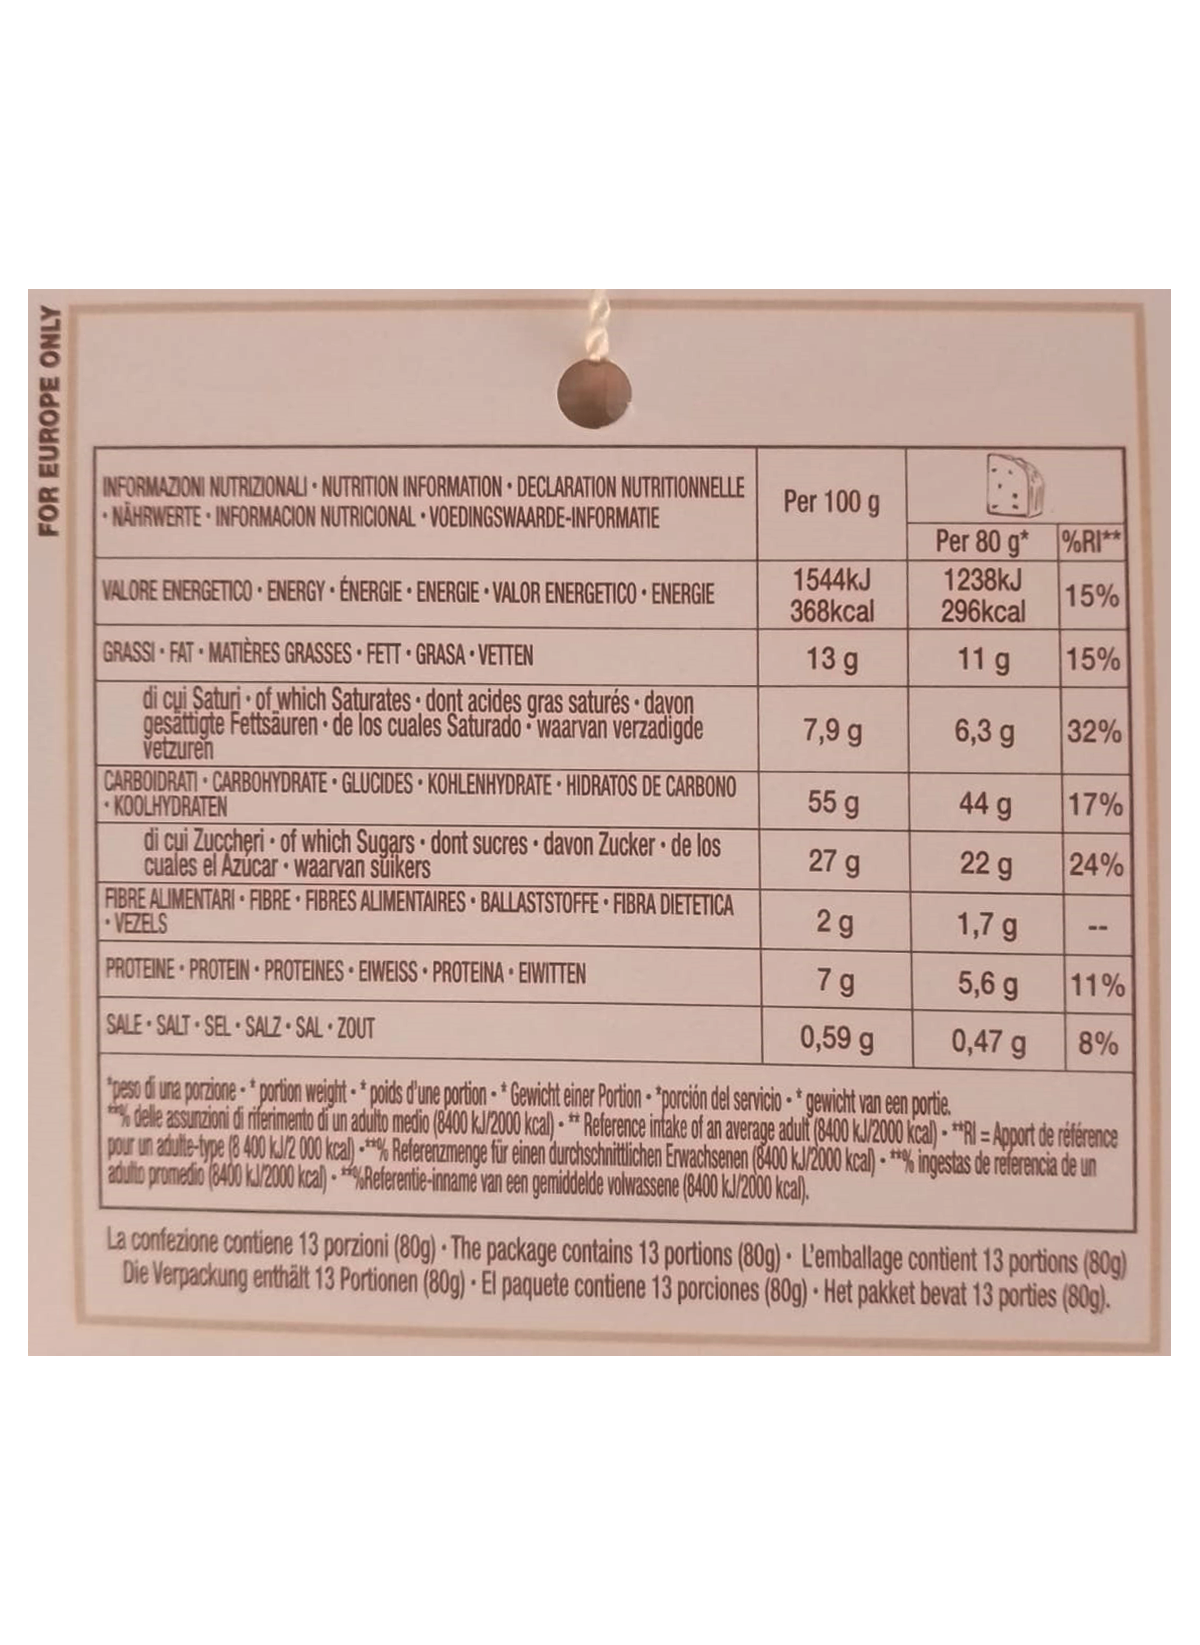 FOR EUROPE ONLY
INFORMAZIONI NUTRIZIONALI • NUTRITION INFORMATION • DECLARATION NUTRITIONNELLE
• NÄHRWERTE • INFORMACION NUTRICIONAL • VOEDINGSWAARDE-INFORMATIE
Per 100 g
Per 80 g* %RI**
VALORE ENERGETICO • ENERGY • ÉNERGIE • ENERGIE • VALOR ENERGETICO • ENERGIE
1544kJ 1238kJ
368kcal 296kcal 15%
GRASSI • FAT • MATIÈRES GRASSES • FETT • GRASA • VETTEN 13 g 11 g 15%
di cui Saturi • of which Saturates • dont acides gras saturés • davon
gesättigte Fettsäuren • de los cuales Saturado • waarvan verzadigde
vetzuren
7,9 g 6,3 g 32%
CARBOIDRATI • CARBOHYDRATE • GLUCIDES • KOHLENHYDRATE • HIDRATOS DE CARBONO
• KOOLHYDRATEN
55 g 44 g 17%
di cui Zuccheri • of which Sugars • dont sucres • davon Zucker • de los
cuales el Azúcar • waarvan suikers
27 g 22 g 24%
FIBRE ALIMENTARI • FIBRE • FIBRES ALIMENTAIRES • BALLASTSTOFFE • FIBRA DIETETICA
• VEZELS
2 g 1,7 g --
PROTEINE • PROTEIN • PROTEINES • EIWEISS • PROTEINA • EIWITTEN 7 g 5,6 g 11%
SALE • SALT • SEL • SALZ • SAL • ZOUT 0,59 g 0,47 g 8%
*peso di una porzione - * portion weight - * poids d'une portion - * Gewicht einer Portion - *porción del servicio - * gewicht van een portie.
**% delle assunzioni di riferimento di un adulto medio (8400 kJ/2000 kcal) - ** Reference intake of an average adult (8400 kJ/2000 kcal) - **RI = Apport de référence
pour un adulte-type (8 400 kJ/2 000 kcal) -**% Referenzmenge für einen durchschnittlichen Erwachsenen (8400 kJ/2000 kcal) - **% ingestas de referencia de un
adulto promedio (8400 kJ/2000 kcal) - **%Referentie-inname van een gemiddelde volwassene (8400 kJ/2000 kcal).
La confezione contiene 13 porzioni (80g) • The package contains 13 portions (80g) • L'emballage contient 13 portions (80g)
Die Verpackung enthält 13 Portionen (80g) • El paquete contiene 13 porciones (80g) • Het pakket bevat 13 porties (80g).